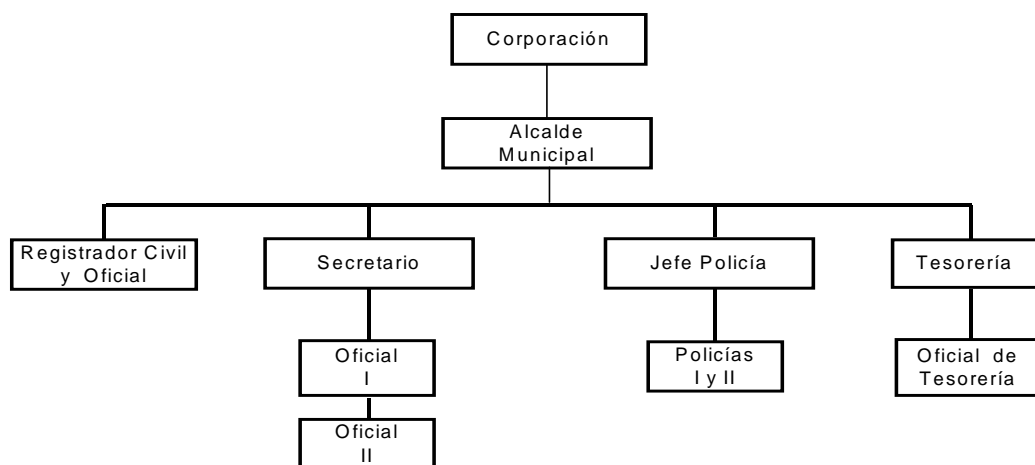 Corporación
Alcalde
Municipal
Registrador Civil
y Oficial
Secretario
Jefe Policía
Tesorería
Oficial
I
Policías
I y II
Oficial de
Tesorería
Oficial
II